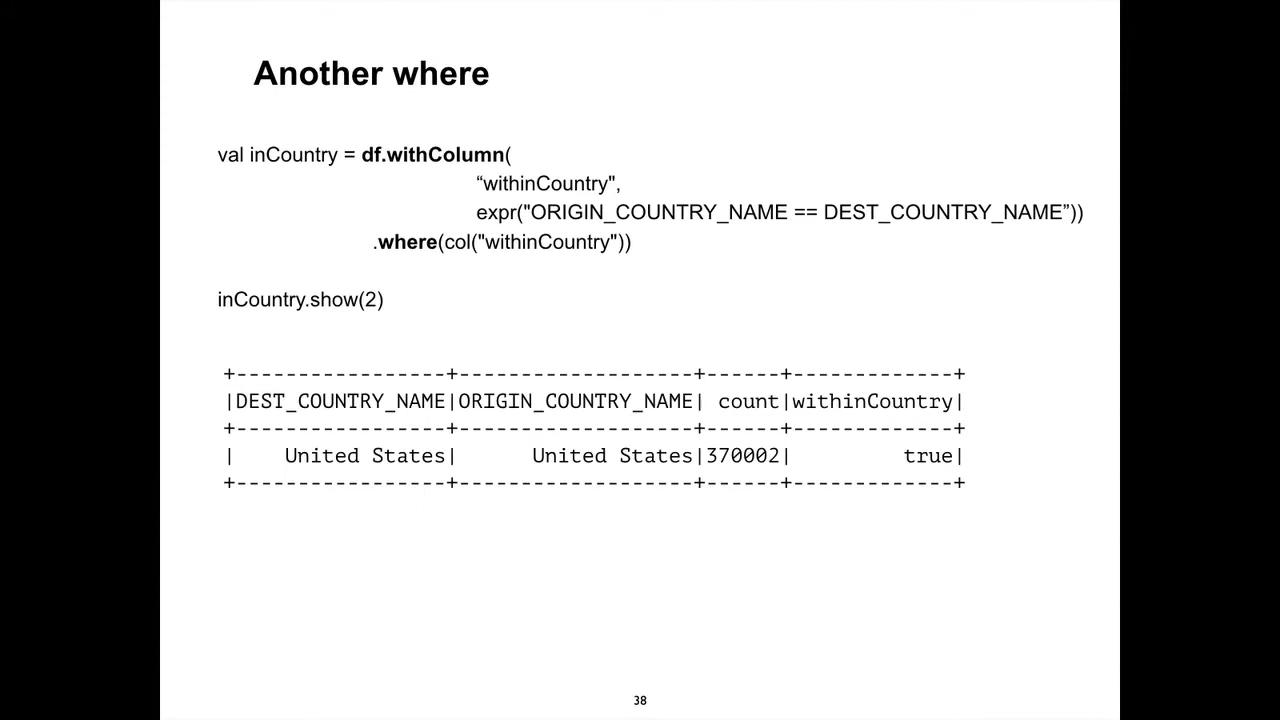 Another where
val inCountry = df.withColumn(
“withinCountry",
expr("ORIGIN_COUNTRY_NAME == DEST_COUNTRY_NAME”))
.where(col("withinCountry"))
inCountry.show(2)
+-----------------+-------------------+------+-------------+
|DEST_COUNTRY_NAME|ORIGIN_COUNTRY_NAME| count|withinCountry|
+-----------------+-------------------+------+-------------+
|    United States|      United States|370002|         true|
+-----------------+-------------------+------+-------------+
38